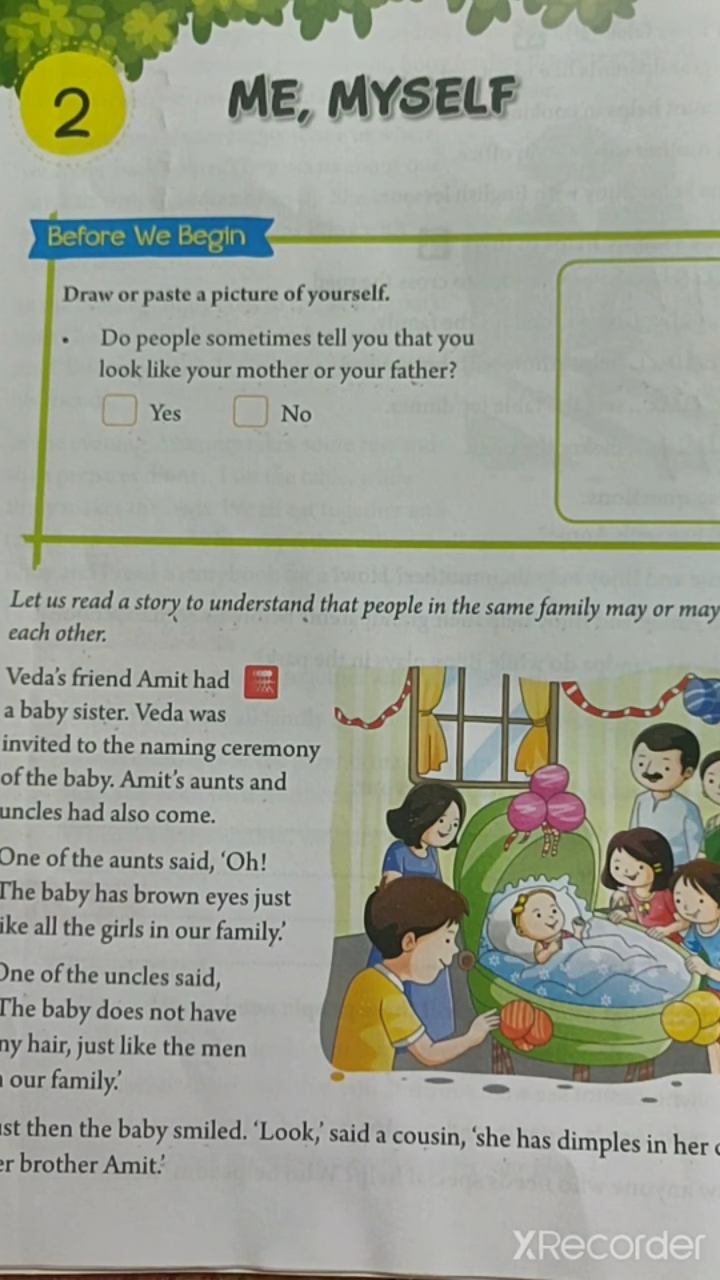 2
ME, MYSELF
Before We Begin
Draw or paste a picture of yourself.
• Do people sometimes tell you that you
look like your mother or your father?
Yes No
Let us read a story to understand that people in the same family may or may
each other.
Veda's friend Amit had
a baby sister. Veda was
invited to the naming ceremony
of the baby. Amit's aunts and
uncles had also come.
One of the aunts said, 'Oh!
The baby has brown eyes just
ike all the girls in our family.'
One of the uncles said,
The baby does not have
ny hair, just like the men
our family.'
ust then the baby smiled. 'Look,' said a cousin, 'she has dimples in her
er brother Amit.'
XRecorder